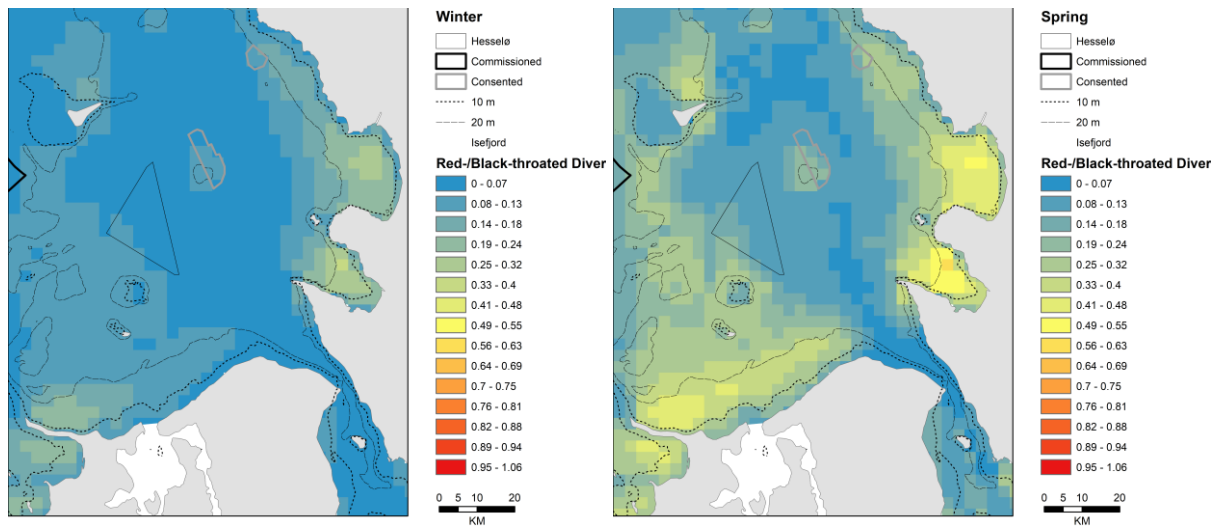 Winter
Hesselø
Commissioned
Consented
10 m
20 m
Isefjord
Red-/Black-throated Diver
0 - 0.07
0.08 - 0.13
0.14 - 0.18
0.19 - 0.24
0.25 - 0.32
0.33 - 0.4
0.41 - 0.48
0.49 - 0.55
0.56 - 0.63
0.64 - 0.69
0.7 - 0.75
0.76 - 0.81
0.82 - 0.88
0.89 - 0.94
0.95 - 1.06
0 5 10 20
KM
Spring
Hesselø
Commissioned
Consented
10 m
20 m
Isefjord
Red-/Black-throated Diver
0 - 0.07
0.08 - 0.13
0.14 - 0.18
0.19 - 0.24
0.25 - 0.32
0.33 - 0.4
0.41 - 0.48
0.49 - 0.55
0.56 - 0.63
0.64 - 0.69
0.7 - 0.75
0.76 - 0.81
0.82 - 0.88
0.89 - 0.94
0.95 - 1.06
0 5 10 20
KM